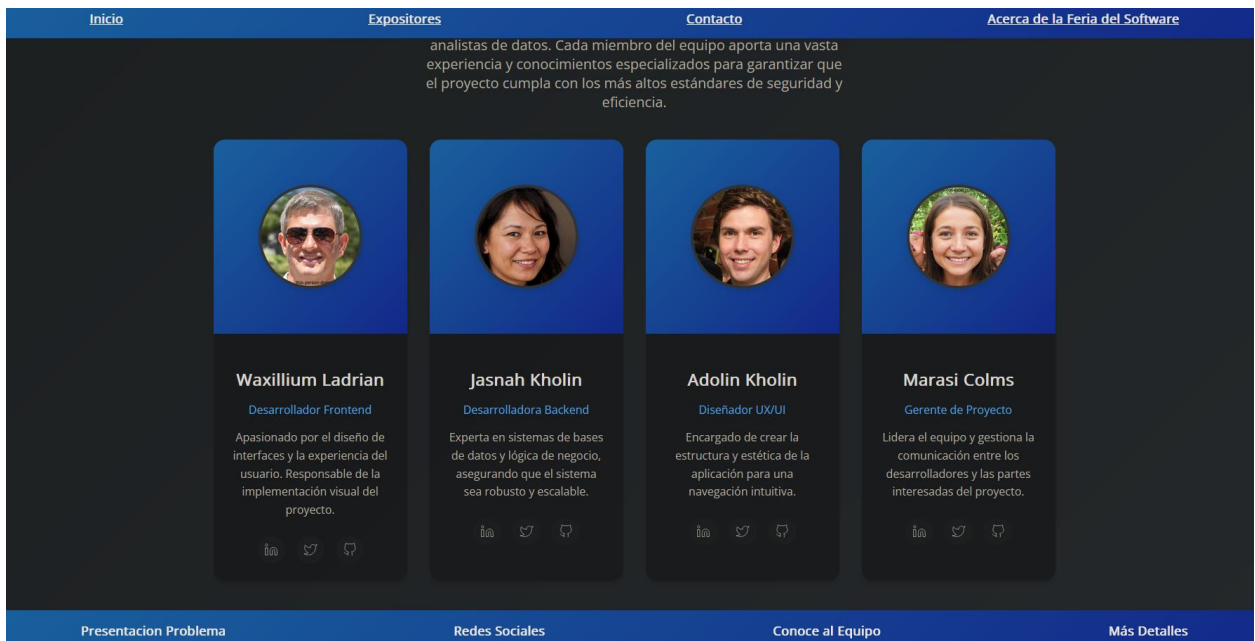 Inicio
Expositores
Contacto
Acerca de la Feria del Software
analistas de datos. Cada miembro del equipo aporta una vasta
experiencia y conocimientos especializados para garantizar que
el proyecto cumpla con los más altos estándares de seguridad y
eficiencia.
Waxillium Ladrian
Desarrollador Frontend
Apasionado por el diseño de
interfaces y la experiencia del
usuario. Responsable de la
implementación visual del
proyecto.
Jasnah Kholin
Desarrolladora Backend
Experta en sistemas de bases
de datos y lógica de negocio,
asegurando que el sistema
sea robusto y escalable.
Adolin Kholin
Diseñador UX/UI
Encargado de crear la
estructura y estética de la
aplicación para una
navegación intuitiva.
Marasi Colms
Gerente de Proyecto
Lidera el equipo y gestiona la
comunicación entre los
desarrolladores y las partes
interesadas del proyecto.
Presentacion Problema
Redes Sociales
Conoce al Equipo
Más Detalles